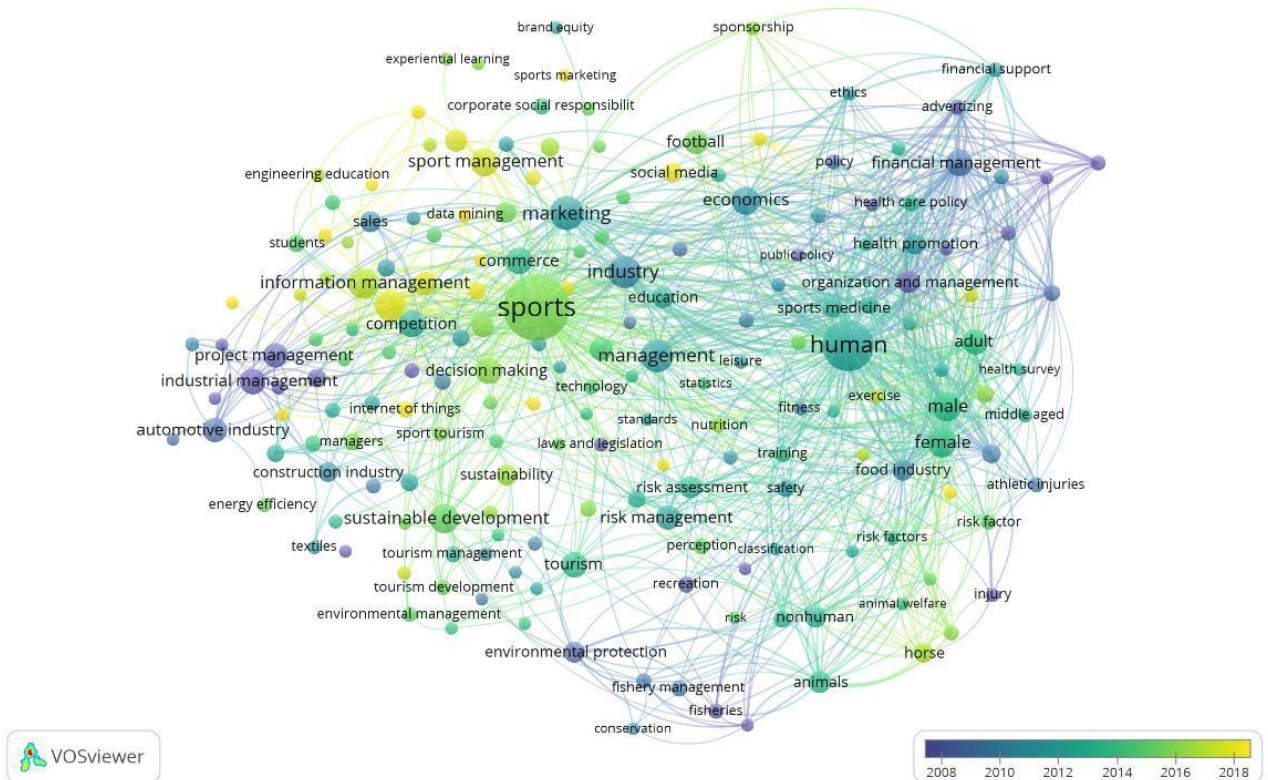 brand equity
sponsorship
experiential learning
financial support
sports marketing
ethics
corporate social responsibilit
advertizing
football
sport management
policy
financial management
engineering education
social media
economics
health care policy
data mining
marketing
sales
students
health promotion
public policy
commerce
industry
information management
organization and management
education
sports
sports medicine
competition
human
adult
project management
management
leisure
decision making
health survey
industrial management
technology
statistics
exercise
internet of things
fitness
male
middle aged
automotive industry
sport tourism
standards
nutrition
managers
laws and legislation
female
training
construction industry
sustainability
food industry
athletic injuries
risk assessment
safety
energy efficiency
sustainable development
risk management
risk factor
risk factors
textiles
tourism management
perception
classification
tourism
tourism development
recreation
injury
animal welfare
environmental management
risk
nonhuman
environmental protection
horse
animals
fishery management
fisheries
conservation
VOSviewer
2008 2010 2012 2014 2016 2018